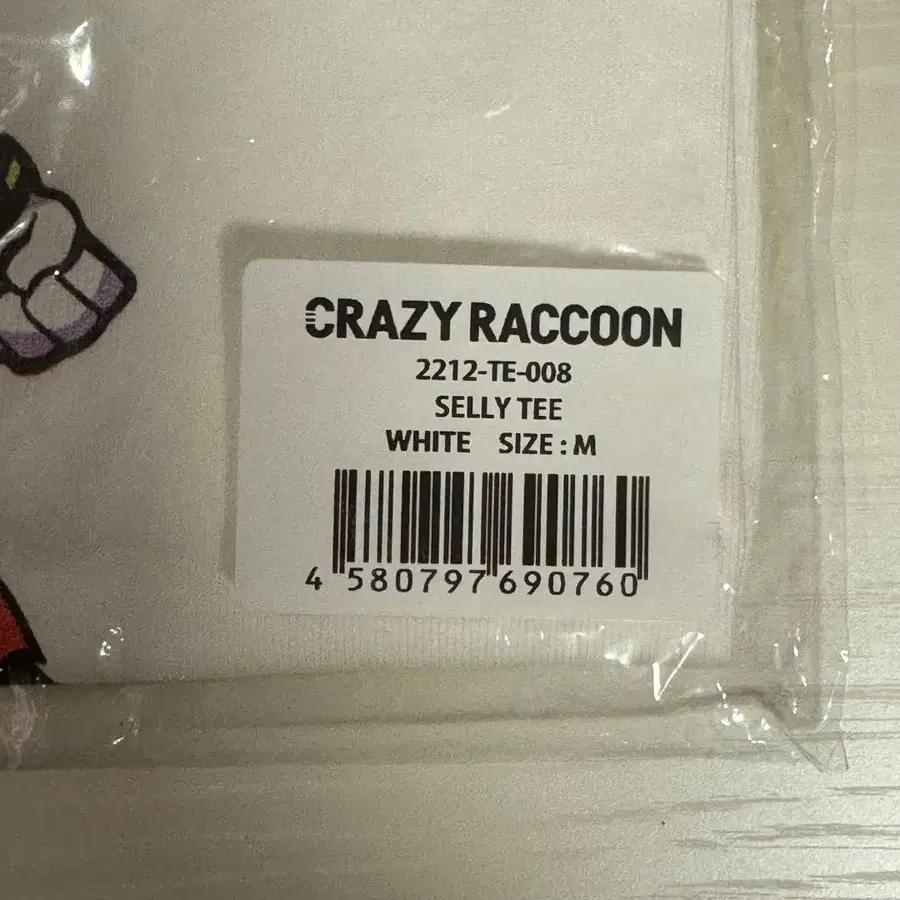 CRAZY RACCOON
2212-TE-008
SELLY TEE
WHITE SIZE : M
4 580797 690760